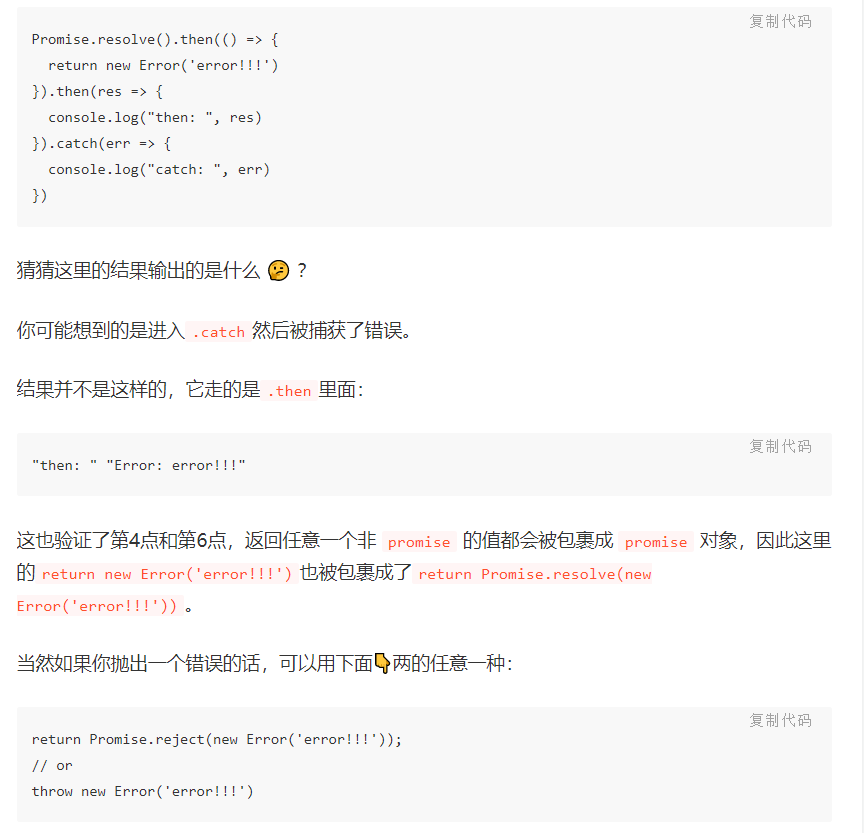 复制代码
Promise.resolve().then(() => {
  return new Error('error!!!')
}).then(res => {
  console.log("then: ", res)
}).catch(err => {
  console.log("catch: ", err)
})
猜猜这里的结果输出的是什么 🤔 ？
你可能想到的是进入 .catch 然后被捕获了错误。
结果并不是这样的，它走的是 .then 里面：
复制代码
"then: " "Error: error!!!"
这也验证了第4点和第6点，返回任意一个非 promise 的值都会被包裹成 promise 对象，因此这里
的 return new Error('error!!!') 也被包裹成了 return Promise.resolve(new
Error('error!!!')) 。
当然如果你抛出一个错误的话，可以用下面👇两的任意一种：
复制代码
return Promise.reject(new Error('error!!!'));
// or
throw new Error('error!!!')